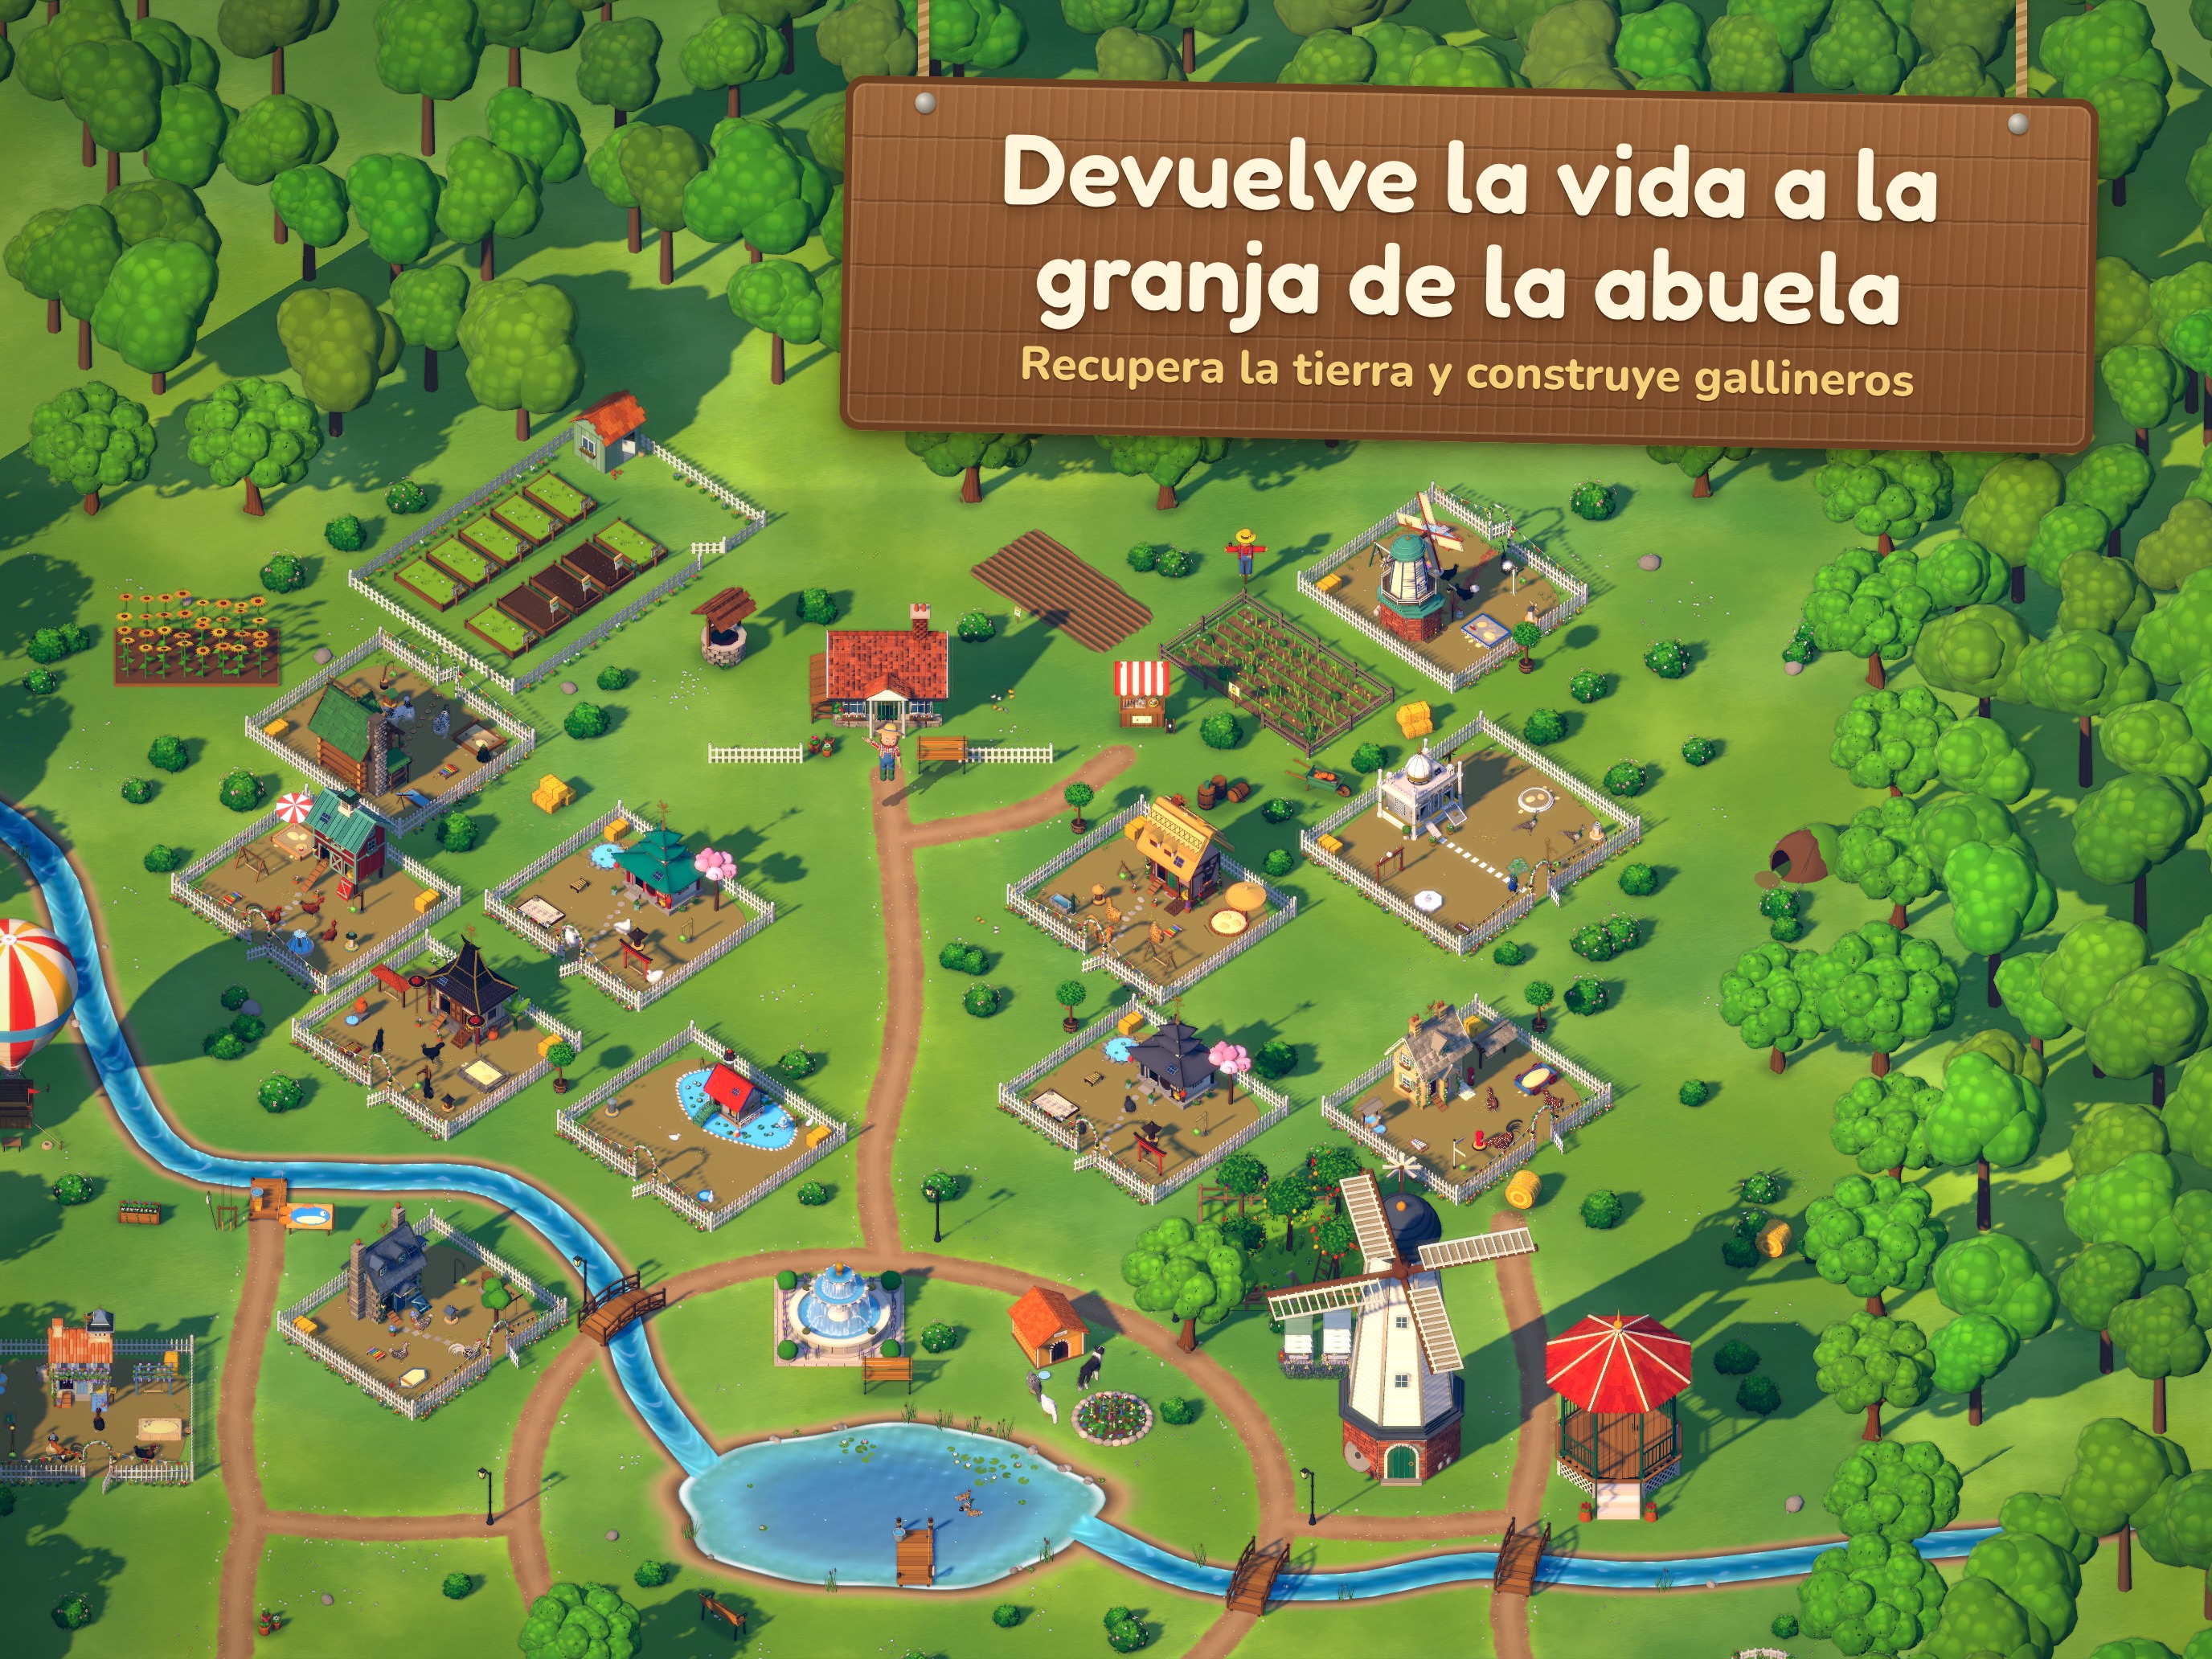 Devuelve la vida a la
granja de la abuela
Recupera la tierra y construye gallineros